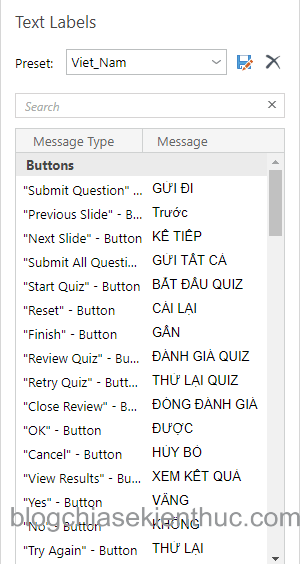 Text Labels
Preset: Viet_Nam
Search
Message Type Message
Buttons
"Submit Question" ... GỬI ĐI
"Previous Slide" - B... Trước
"Next Slide" - Button KẾ TIẾP
"Submit All Questi... GỬI TẤT CẢ
"Start Quiz" - Button BẮT ĐẦU QUIZ
"Reset" - Button CÀI LẠI
"Finish" - Button GẦN
"Review Quiz" - Bu... ĐÁNH GIÁ QUIZ
"Retry Quiz" - Butt... THỬ LẠI QUIZ
"Close Review" - B... ĐÓNG ĐÁNH GIÁ
"OK" - Button ĐƯỢC
"Cancel" - Button HỦY BỎ
"View Results" - B... XEM KẾT QUẢ
"Yes" - Button VÂNG
"No" - Button KHÔNG
"Try Again" - Butt... THỬ LẠI
blogchiasekienthuc.com